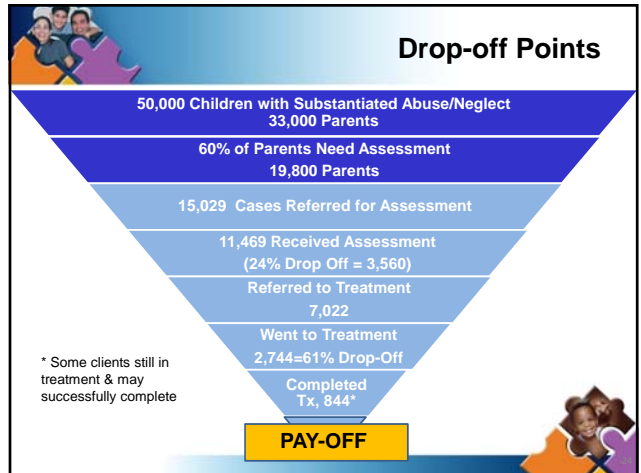 Drop-off Points
50,000 Children with Substantiated Abuse/Neglect
33,000 Parents
60% of Parents Need Assessment
19,800 Parents
15,029 Cases Referred for Assessment
11,469 Received Assessment
(24% Drop Off = 3,560)
Referred to Treatment
7,022
Went to Treatment
2,744=61% Drop-Off
Completed
Tx, 844*
* Some clients still in
treatment & may
successfully complete
PAY-OFF